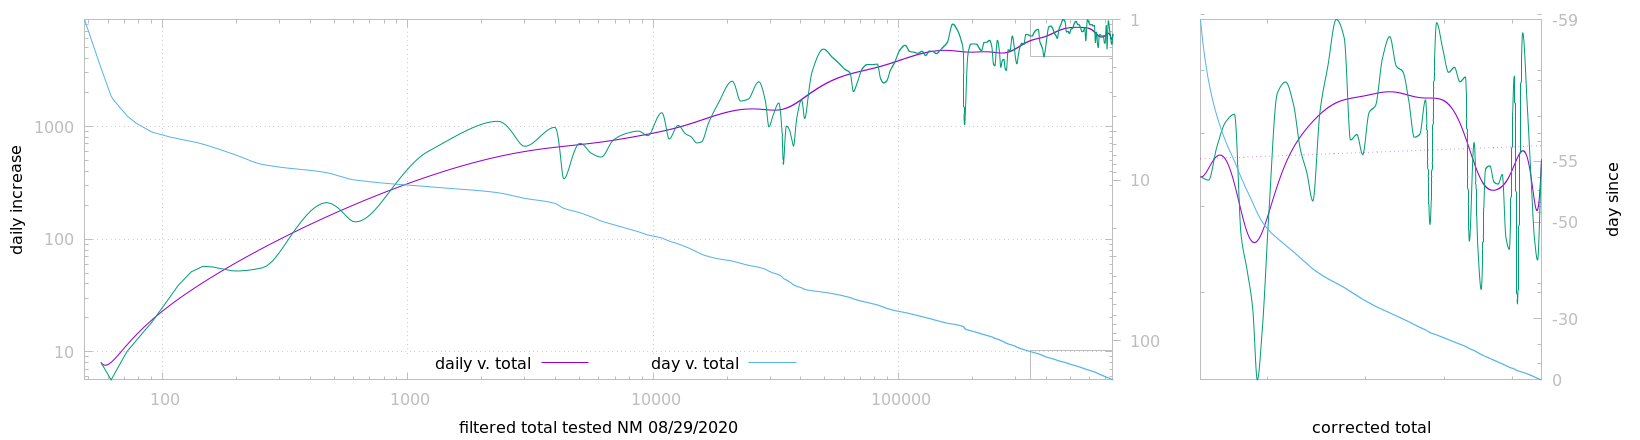 daily increase
1000
100
10
100
1000
10000
100000
filtered total tested NM 08/29/2020
daily v. total
day v. total
1
10
100
-59
-55
-50
-30
0
day since
corrected total